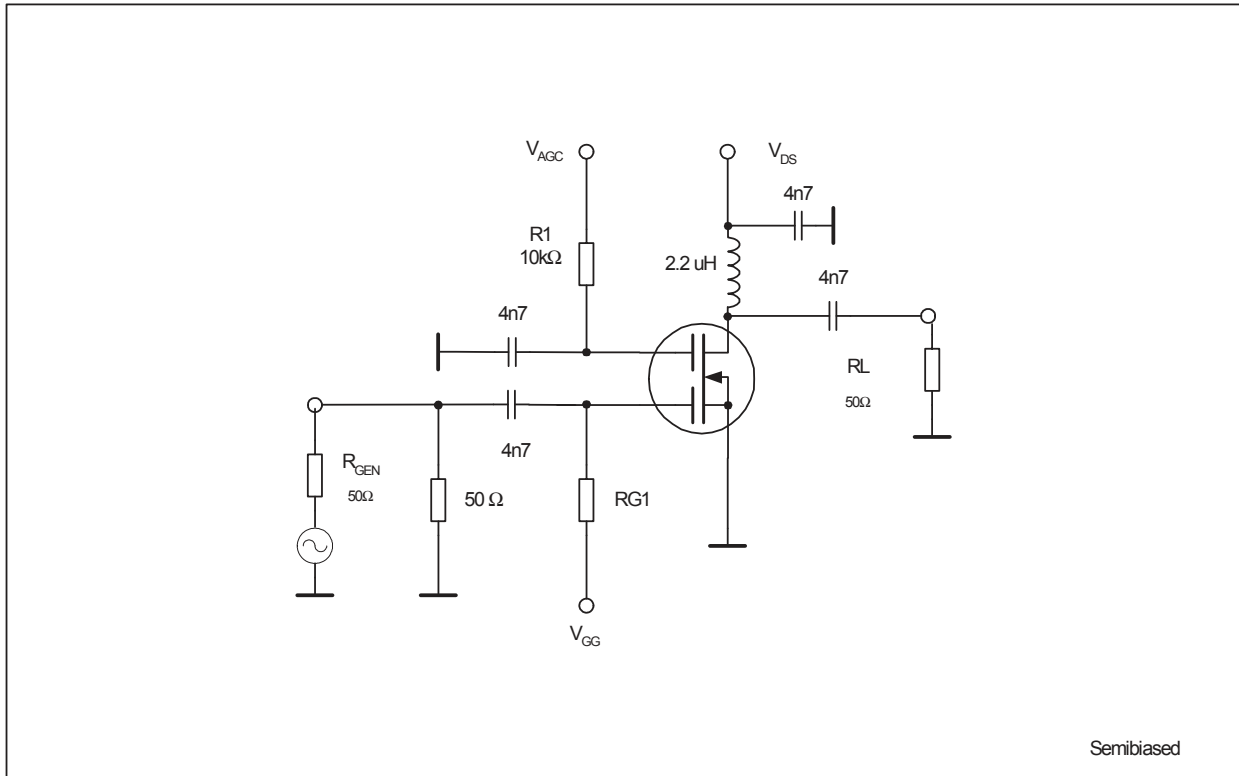 V_AGC
V_DS
4n7
R1
10kΩ
2.2 uH
4n7
4n7
RL
50Ω
4n7
R_GEN
50Ω
50 Ω
RG1
V_GG
Semibiased